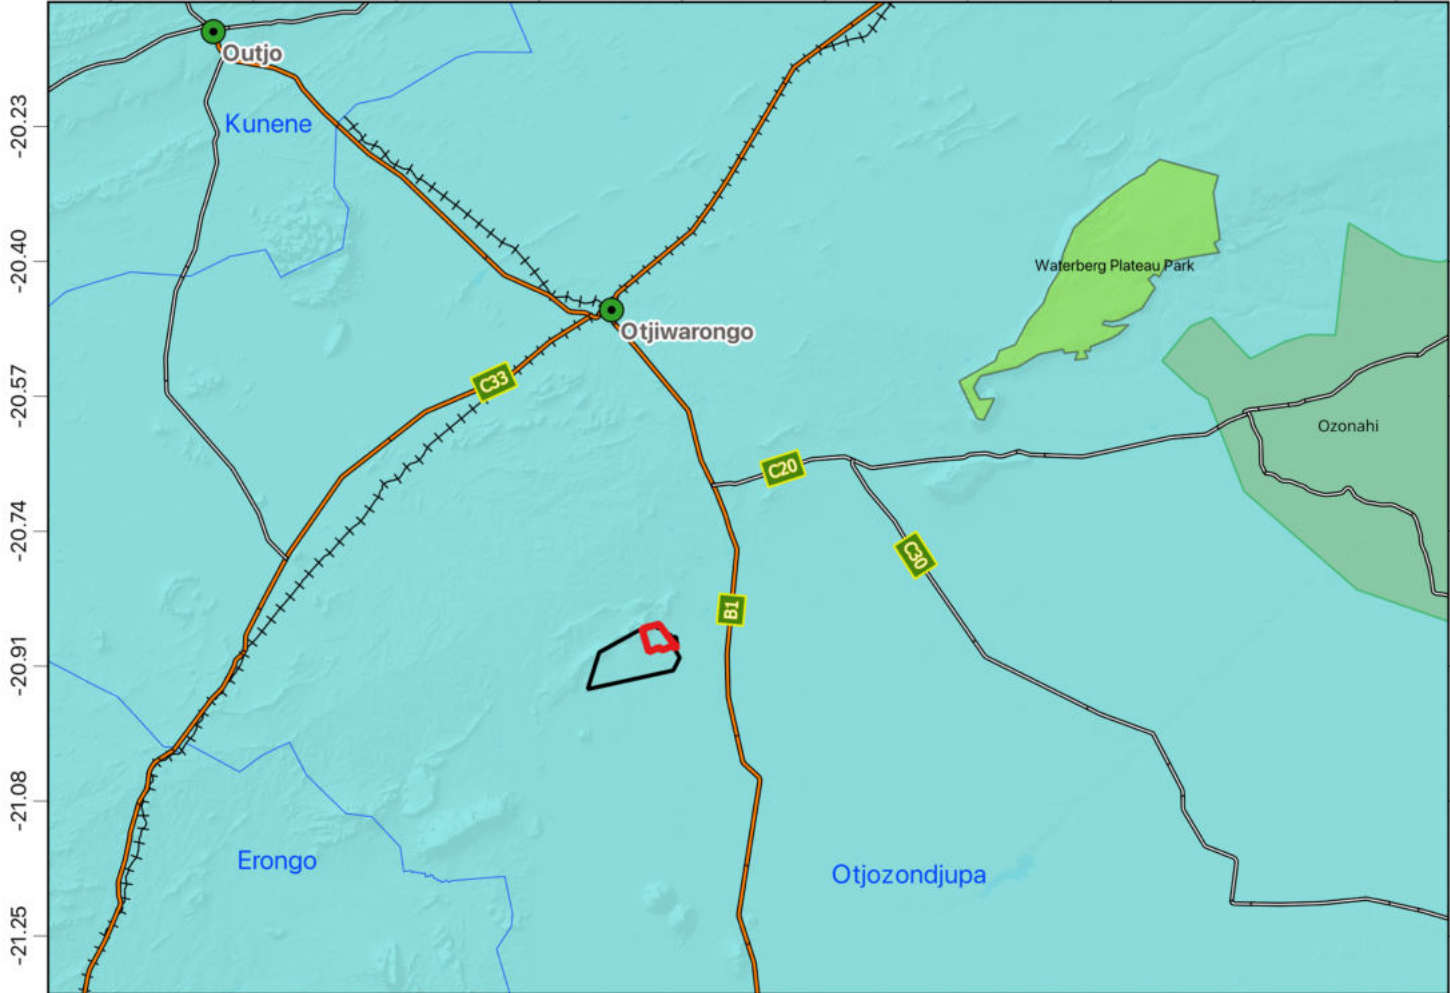 Outjo
Kunene
-20.23
-20.40
Waterberg Plateau Park
Otjiwarongo
C33
-20.57
Ozonahi
C20
-20.74
C30
B1
-20.91
-21.08
Erongo
Otjozondjupa
-21.25